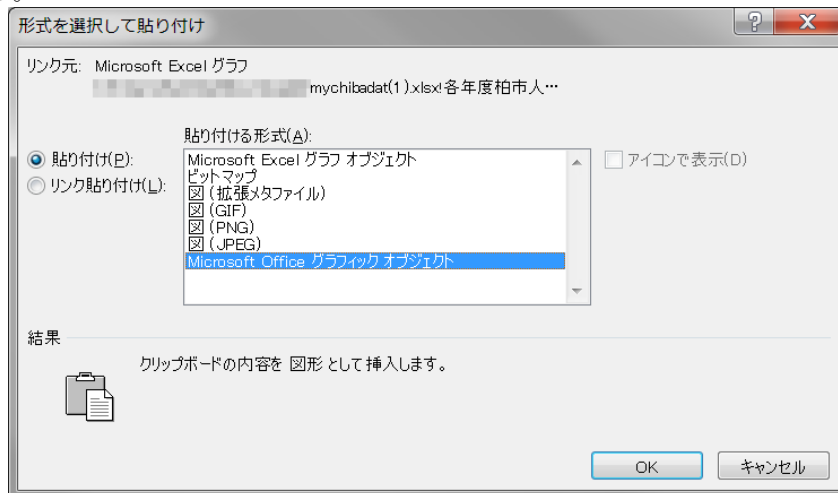 形式を選択して貼り付け
リンク元: Microsoft Excel グラフ
mychibadat(1).xlsx!各年度柏市人…
貼り付ける形式(A):
貼り付け(P):
リンク貼り付け(L):
Microsoft Excel グラフ オブジェクト
ビットマップ
図 (拡張メタファイル)
図 (GIF)
図 (PNG)
図 (JPEG)
Microsoft Office グラフィック オブジェクト
アイコンで表示(D)
結果
クリップボードの内容を 図形 として挿入します。
OK
キャンセル